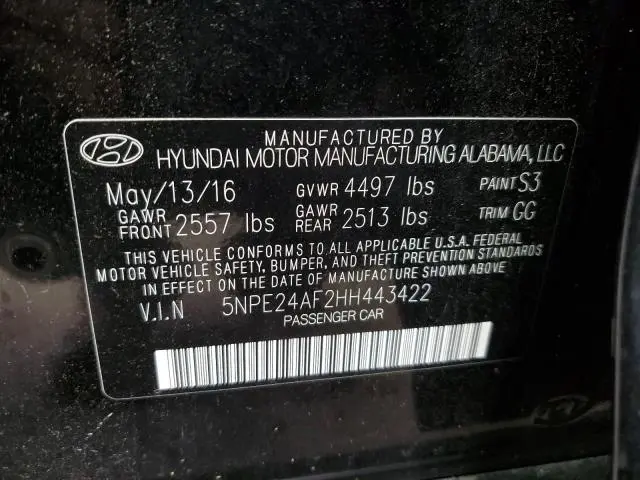 MANUFACTURED BY
HYUNDAI MOTOR MANUFACTURING ALABAMA, LLC
May/13/16 GVWR 4497 lbs PAINT S3
GAWR FRONT 2557 lbs GAWR REAR 2513 lbs TRIM GG
THIS VEHICLE CONFORMS TO ALL APPLICABLE U.S.A. FEDERAL
MOTOR VEHICLE SAFETY, BUMPER, AND THEFT PREVENTION STANDARDS
IN EFFECT ON THE DATE OF MANUFACTURE SHOWN ABOVE
V.I.N 5NPE24AF2HH443422
PASSENGER CAR